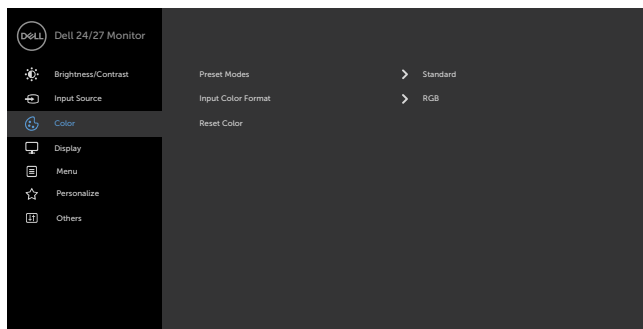 DELL Dell 24/27 Monitor
Brightness/Contrast
Input Source
Color
Display
Menu
Personalize
Others
Preset Modes Standard
Input Color Format RGB
Reset Color